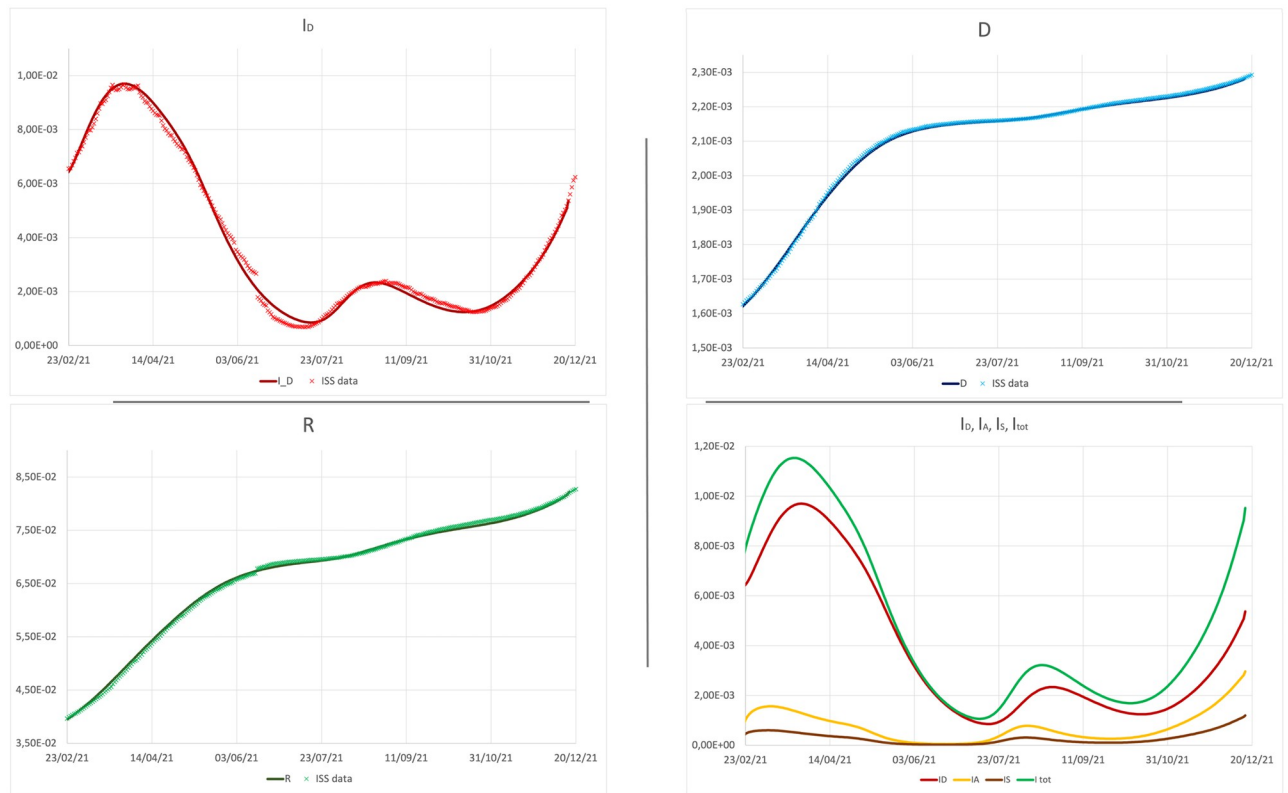 I_D
1,00E-02
8,00E-03
6,00E-03
4,00E-03
2,00E-03
0,00E+00
23/02/21 14/04/21 03/06/21 23/07/21 11/09/21 31/10/21 20/12/21
I_D × ISS data
D
2,30E-03
2,20E-03
2,10E-03
2,00E-03
1,90E-03
1,80E-03
1,70E-03
1,60E-03
1,50E-03
23/02/21 14/04/21 03/06/21 23/07/21 11/09/21 31/10/21 20/12/21
D × ISS data
R
8,50E-02
7,50E-02
6,50E-02
5,50E-02
4,50E-02
3,50E-02
23/02/21 14/04/21 03/06/21 23/07/21 11/09/21 31/10/21 20/12/21
R × ISS data
I_D, I_A, I_S, I_tot
1,20E-02
1,00E-02
8,00E-03
6,00E-03
4,00E-03
2,00E-03
0,00E+00
23/02/21 14/04/21 03/06/21 23/07/21 11/09/21 31/10/21 20/12/21
ID IA IS I tot